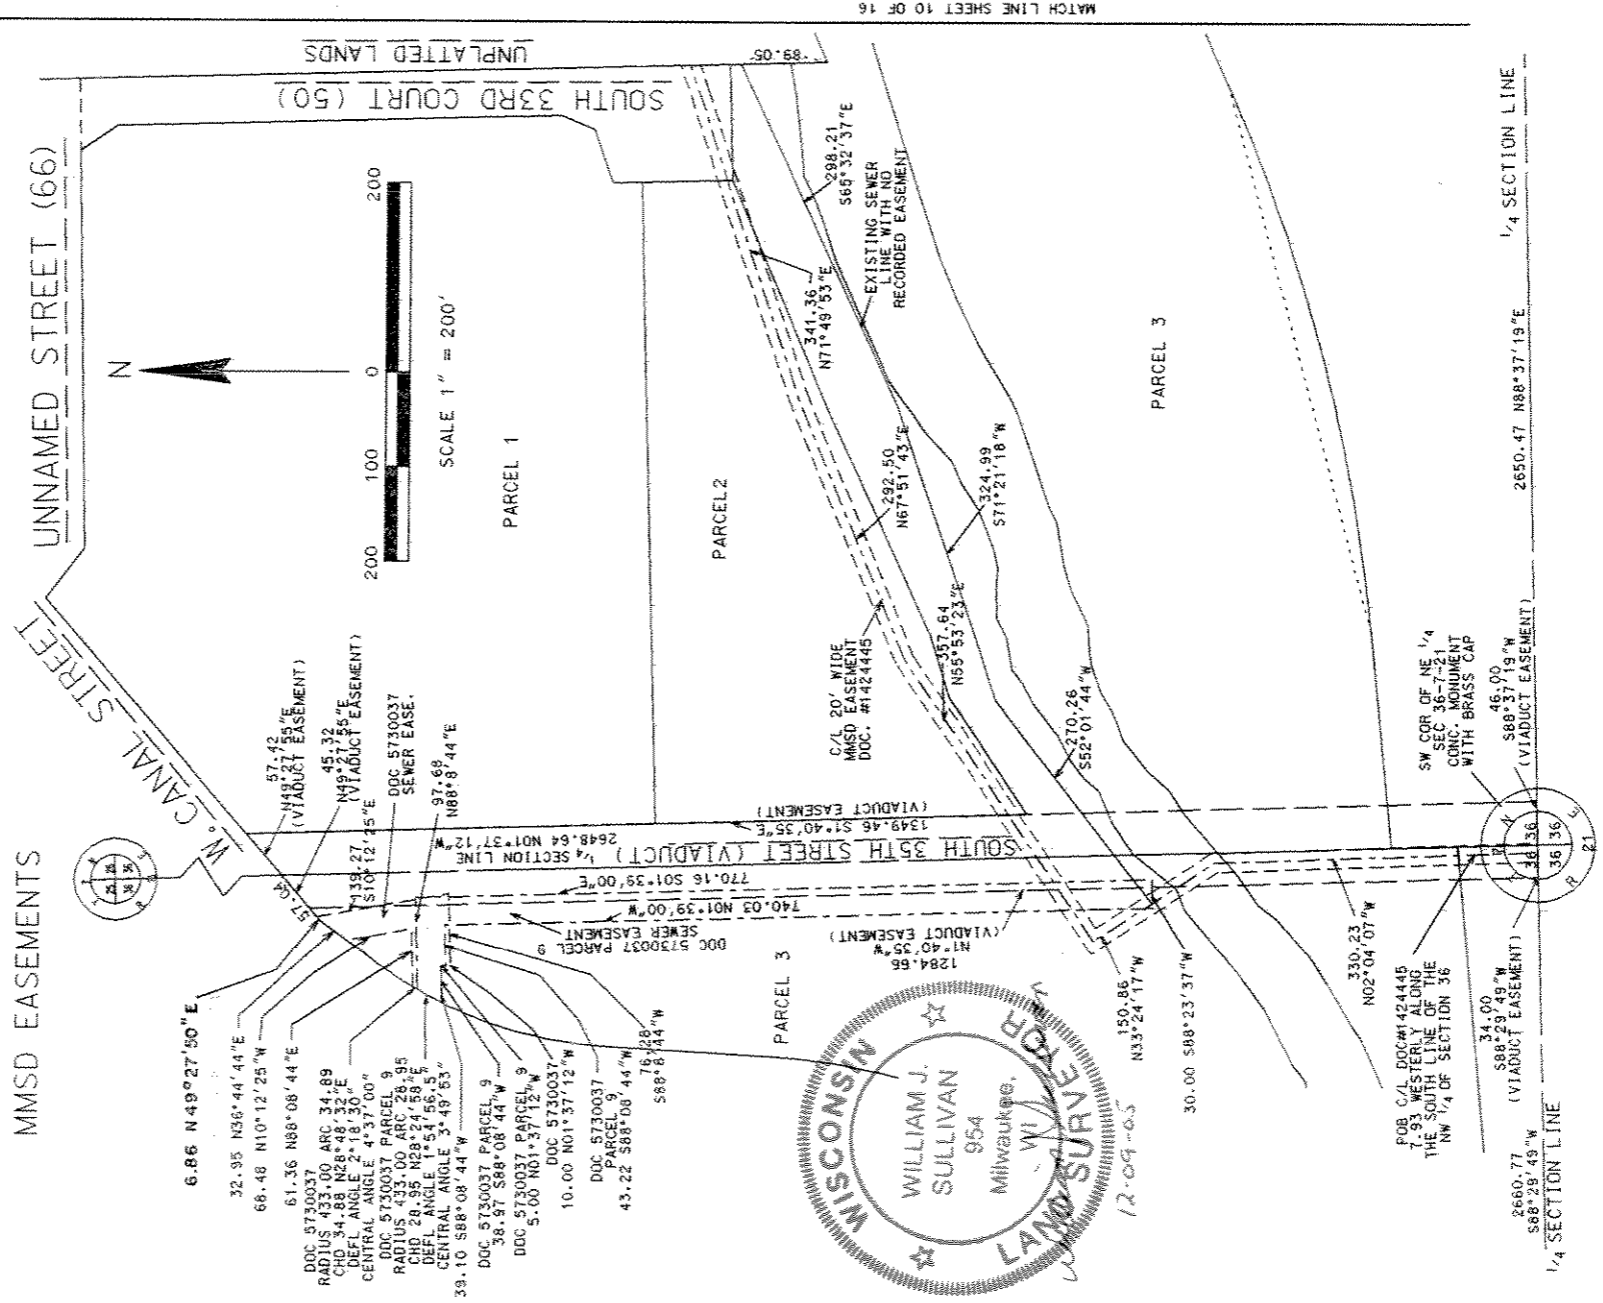 MATCH LINE SHEET 10 OF 16
MMSD EASEMENTS
UNNAMED STREET (66)
UNPLATTED LANDS
SOUTH 33RD COURT (50)
W. CANAL STREET
N
200 100 0 200
SCALE 1" = 200'
PARCEL 1
PARCEL 2
PARCEL 3
PARCEL 3
89.05'
298.21
S65°32'37"E
EXISTING SEWER
LINE WITH NO
RECORDED EASEMENT
341.36
N71°49'53"E
292.50
N67°51'43"E
324.99
S71°21'18"W
C/L 20' WIDE
MMSD EASEMENT
DOC. #1424445
357.64
N55°53'23"E
270.26
S52°01'44"W
57.42
N49°27'55"E
(VIADUCT EASEMENT)
45.32
N49°27'55"E
(VIADUCT EASEMENT)
139.27
S10°12'25"E
DOC 5730037
SEWER EASE.
97.68
N88°8'44"E
57.04
1349.46 S1°40'35"E
(VIADUCT EASEMENT)
SOUTH 35TH STREET (VIADUCT)
1/4 SECTION LINE
2648.64 N01°37'12"W
770.16 S01°39'00"E
740.03 N01°39'00"W
DOC 5730037 PARCEL 9
SEWER EASEMENT
1284.66
N1°40'35"W
(VIADUCT EASEMENT)
6.86 N49°27'50"E
32.95 N36°44'44"E
68.48 N10°12'25"W
61.36 N88°08'44"E
DOC 5730037
RADIUS 433.00 ARC 34.89
CHD 34.88 N28°48'32"E
DEFL ANGLE 2°18'30"
CENTRAL ANGLE 4°37'00"
DOC 5730037 PARCEL 9
RADIUS 433.00 ARC 28.95
CHD 28.95 N28°24'58"E
DEFL ANGLE 1°54'56.5"
CENTRAL ANGLE 3°49'53"
39.10 S88°08'44"W
DOC 5730037 PARCEL 9
38.97 S88°08'44"W
DOC 5730037 PARCEL 9
5.00 N01°37'12"W
DOC 5730037
10.00 N01°37'12"W
DOC 5730037
PARCEL 9
43.22 S88°08'44"W
76.28
S88°8'44"W
WISCONSIN
WILLIAM J.
SULLIVAN
954
Milwaukee,
WI
LAND SURVEYOR
12-09-05
150.86
N33°24'17"W
30.00 S88°23'37"W
330.23
N02°04'07"W
POB C/L DOC#1424445
7.93 WESTERLY ALONG
THE SOUTH LINE OF THE
NW 1/4 OF SECTION 36
34.00
S88°29'49"W
(VIADUCT EASEMENT)
2660.77
S88°29'49"W
1/4 SECTION LINE
SW COR OF NE 1/4
SEC 36-7-21
CONC. MONUMENT
WITH BRASS CAP
46.00
S88°37'19"W
(VIADUCT EASEMENT)
2650.47 N88°37'19"E
1/4 SECTION LINE
36 36
36 36
R 21 E